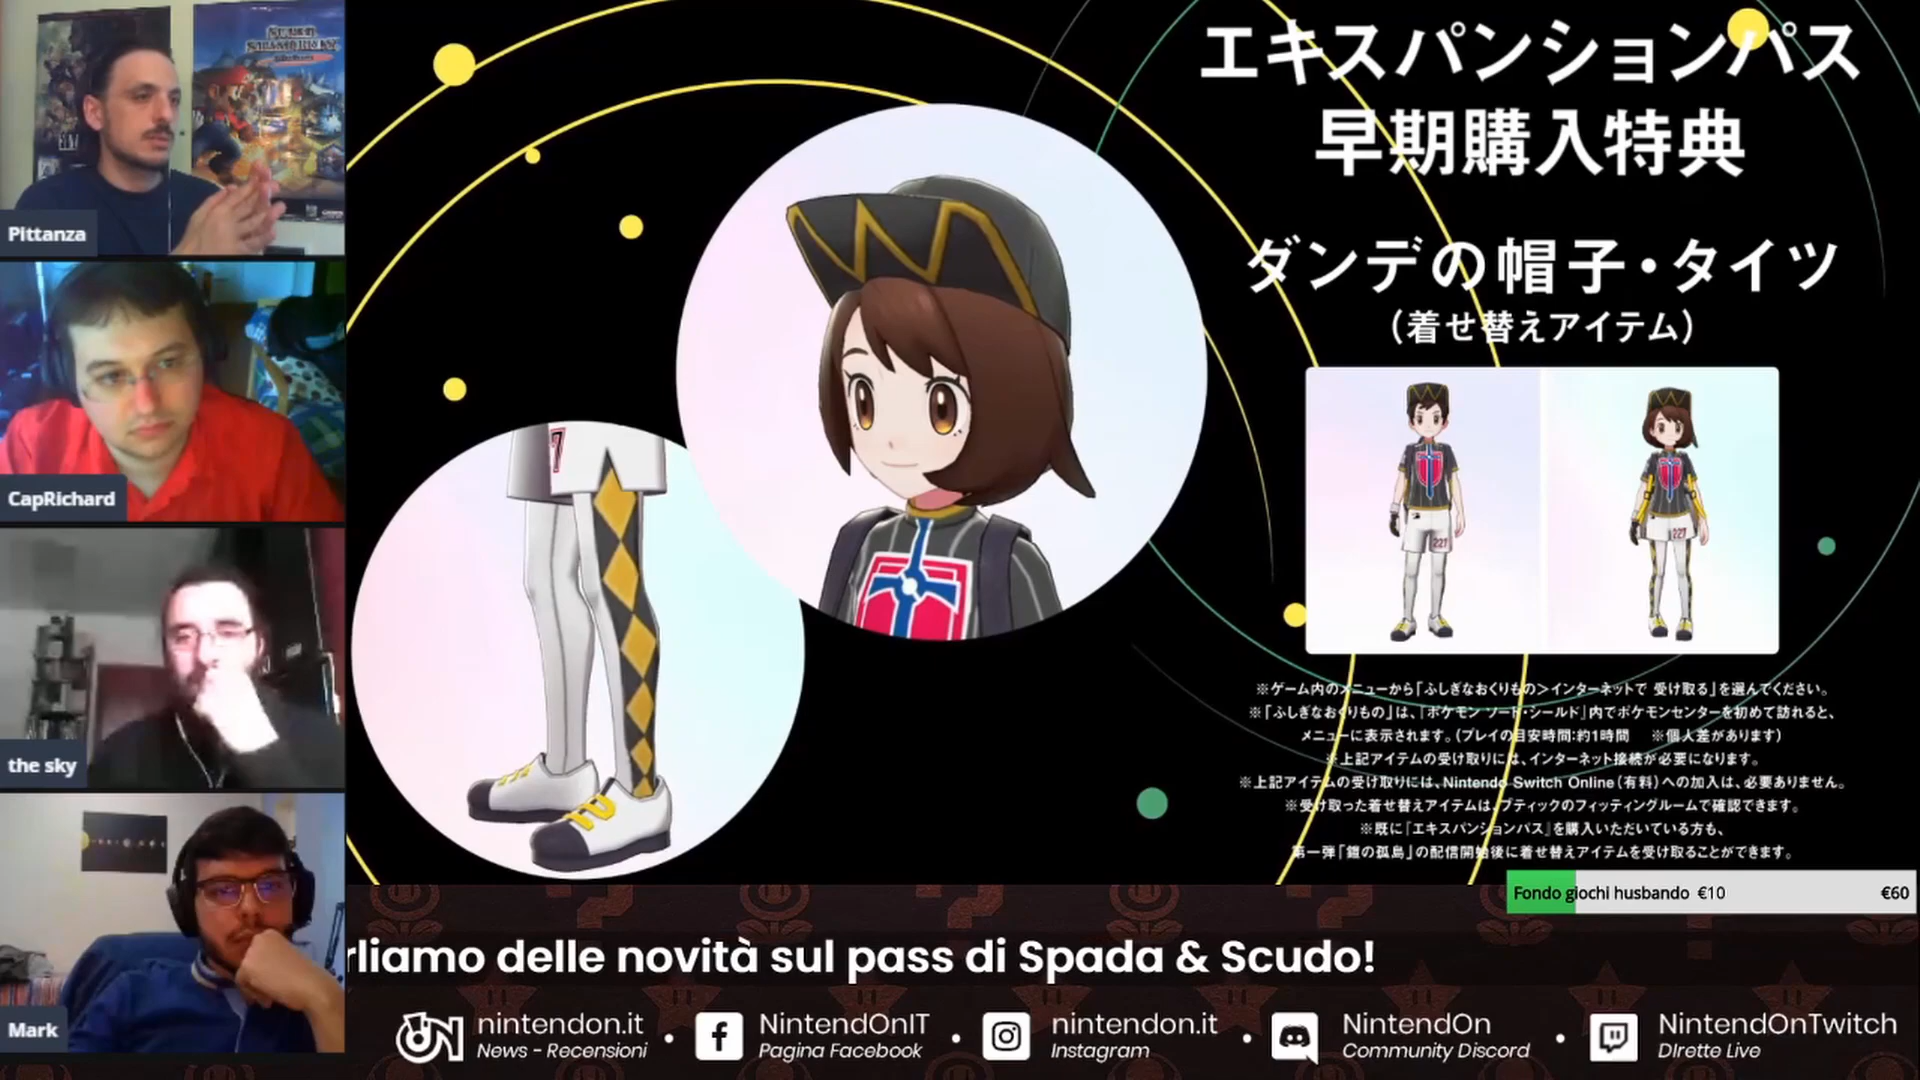 Pittanza
CapRichard
the sky
Mark
エキスパンションパス
早期購入特典
ダンデの帽子・タイツ
（着せ替えアイテム）
227
227
※ゲーム内のメニューから「ふしぎなおくりもの＞インターネットで 受け取る」を選んでください。
※「ふしぎなおくりもの」は、『ポケモン ソード・シールド』内でポケモンセンターを初めて訪れると、
メニューに表示されます。（プレイの目安時間：約1時間　※個人差があります）
※上記アイテムの受け取りには、インターネット接続が必要になります。
※上記アイテムの受け取りには、Nintendo Switch Online（有料）への加入は、必要ありません。
※受け取った着せ替えアイテムは、ブティックのフィッティングルームで確認できます。
※既に『エキスパンションパス』を購入いただいている方も、
第一弾「鎧の孤島」の配信開始後に着せ替えアイテムを受け取ることができます。
Fondo giochi husbando €10 €60
rliamo delle novità sul pass di Spada & Scudo!
nintendon.it
News - Recensioni
NintendOnIT
Pagina Facebook
nintendon.it
Instagram
NintendOn
Community Discord
NintendOnTwitch
DIrette Live